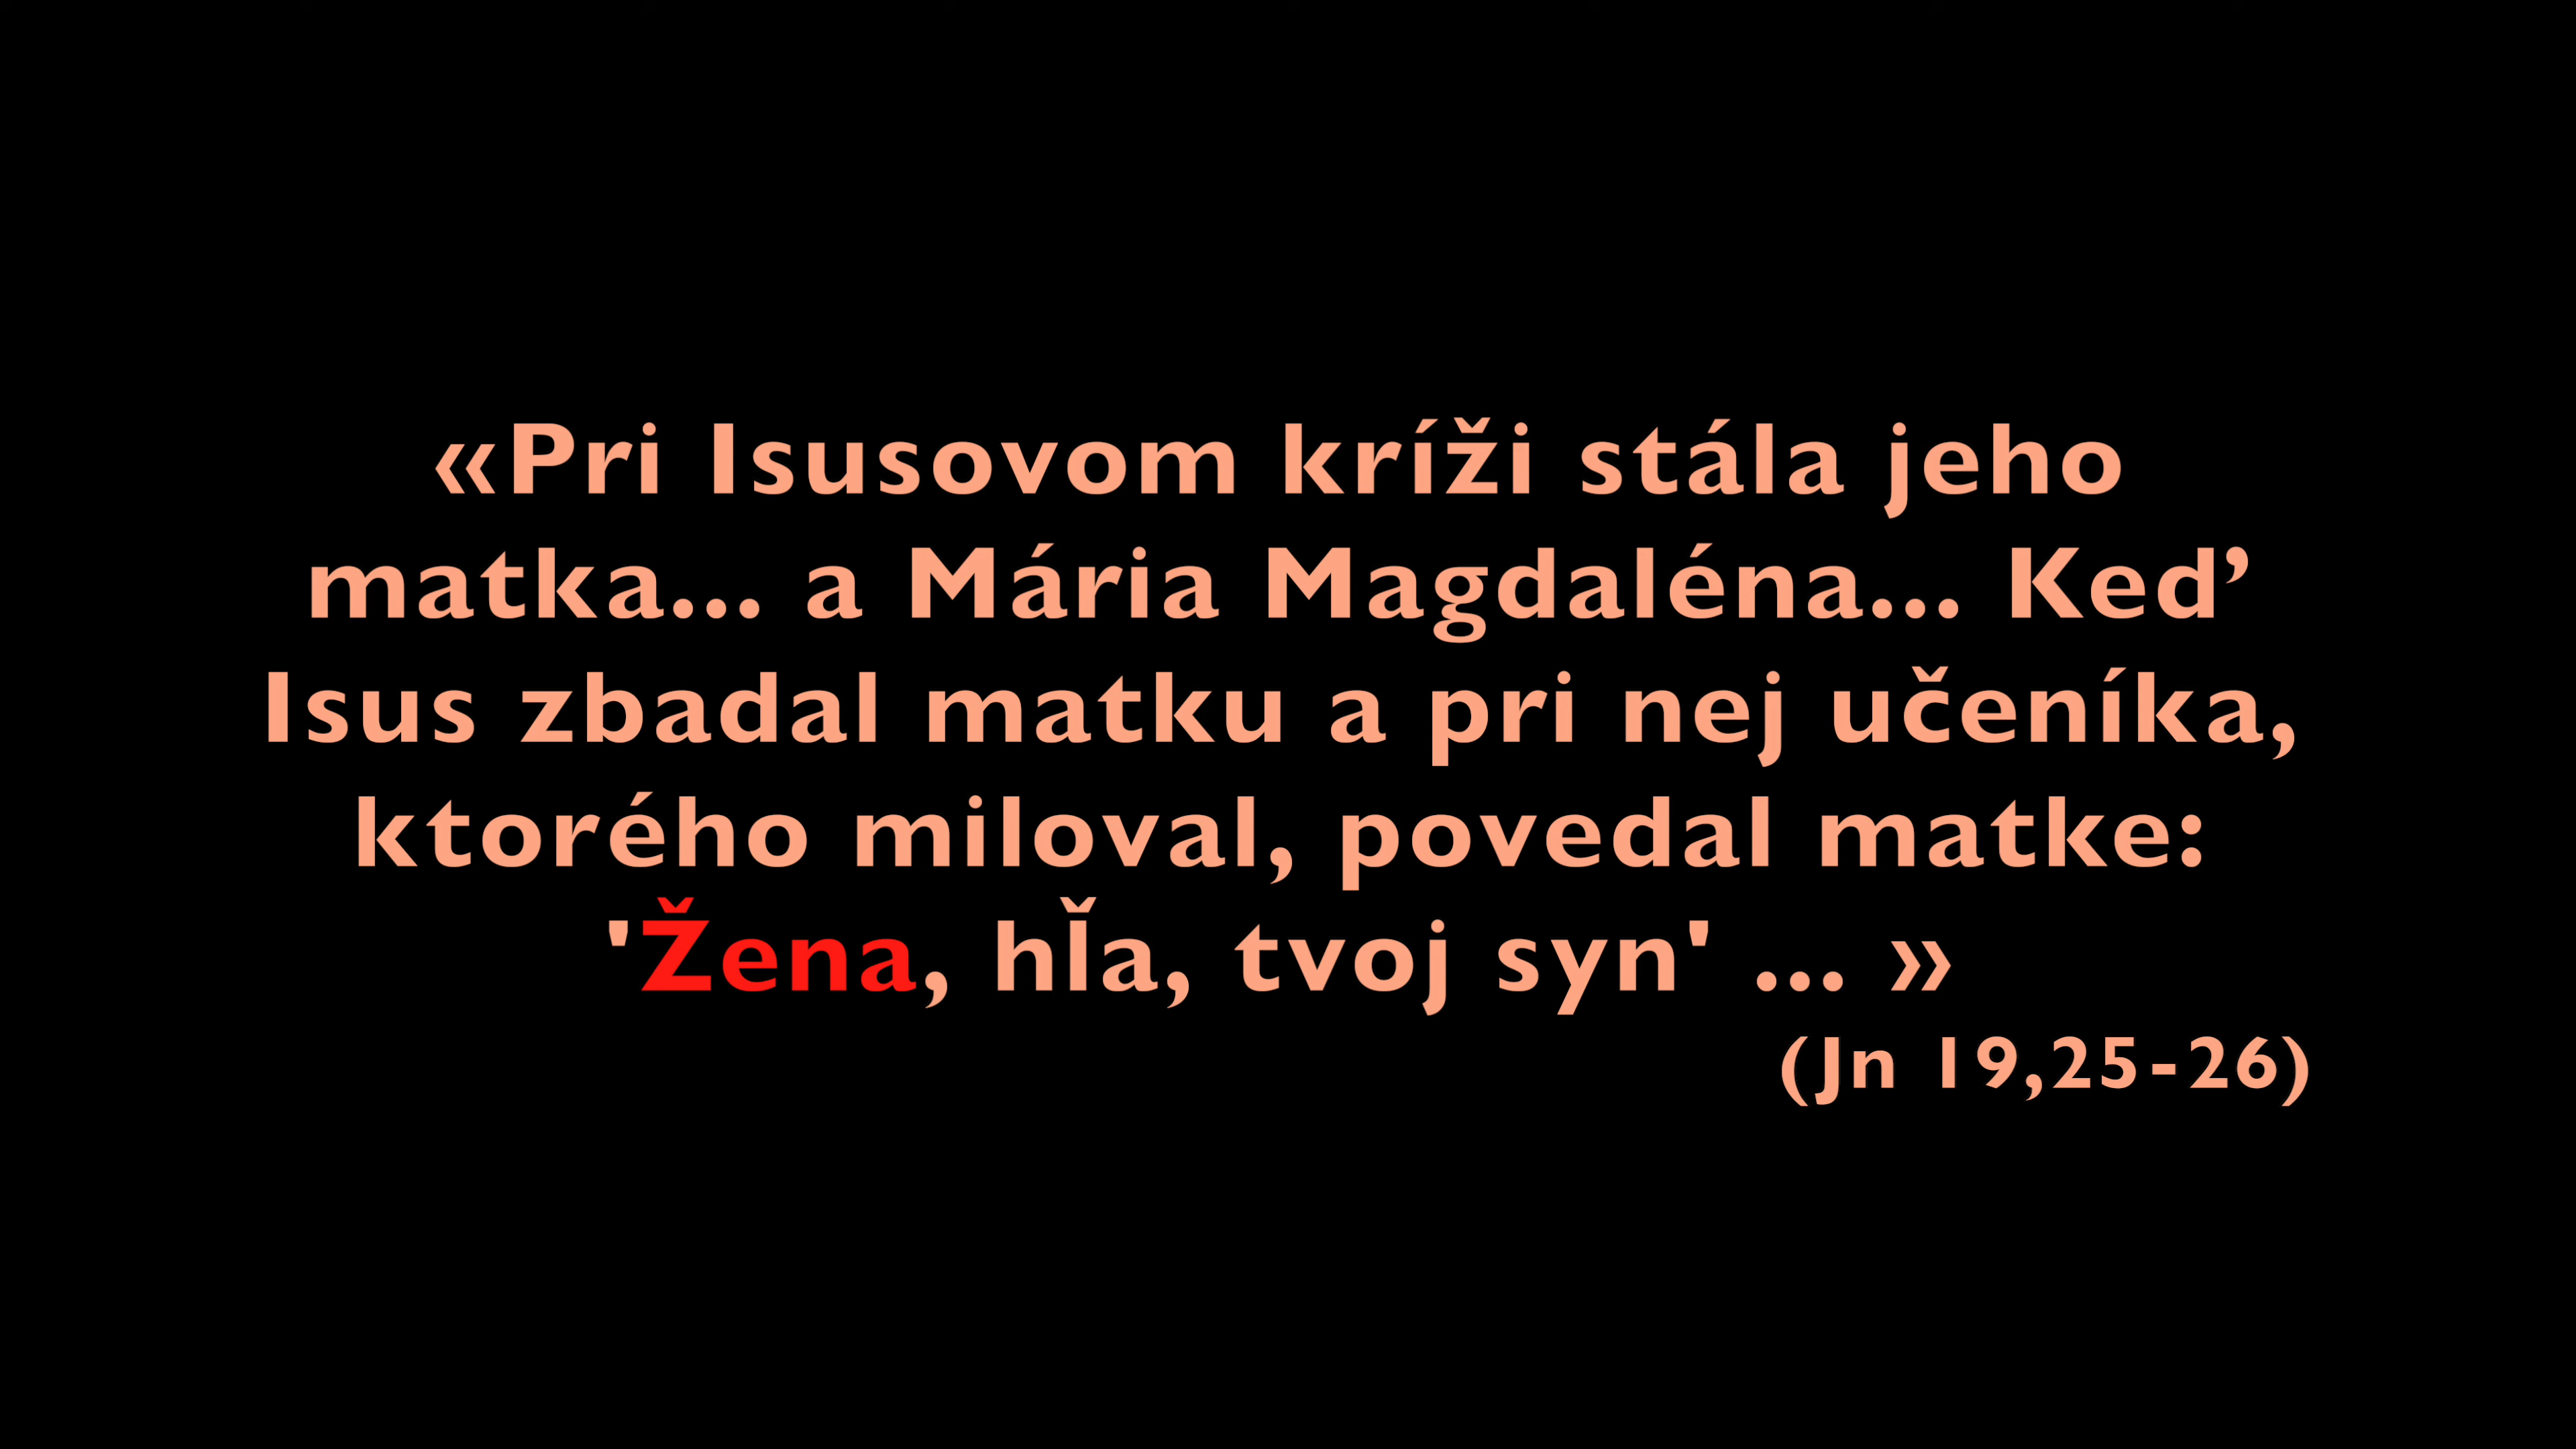 «Pri Isusovom kríži stála jeho
matka... a Mária Magdaléna... Keď
Isus zbadal matku a pri nej učeníka,
ktorého miloval, povedal matke:
'Žena, hľa, tvoj syn' ... »
(Jn 19,25-26)